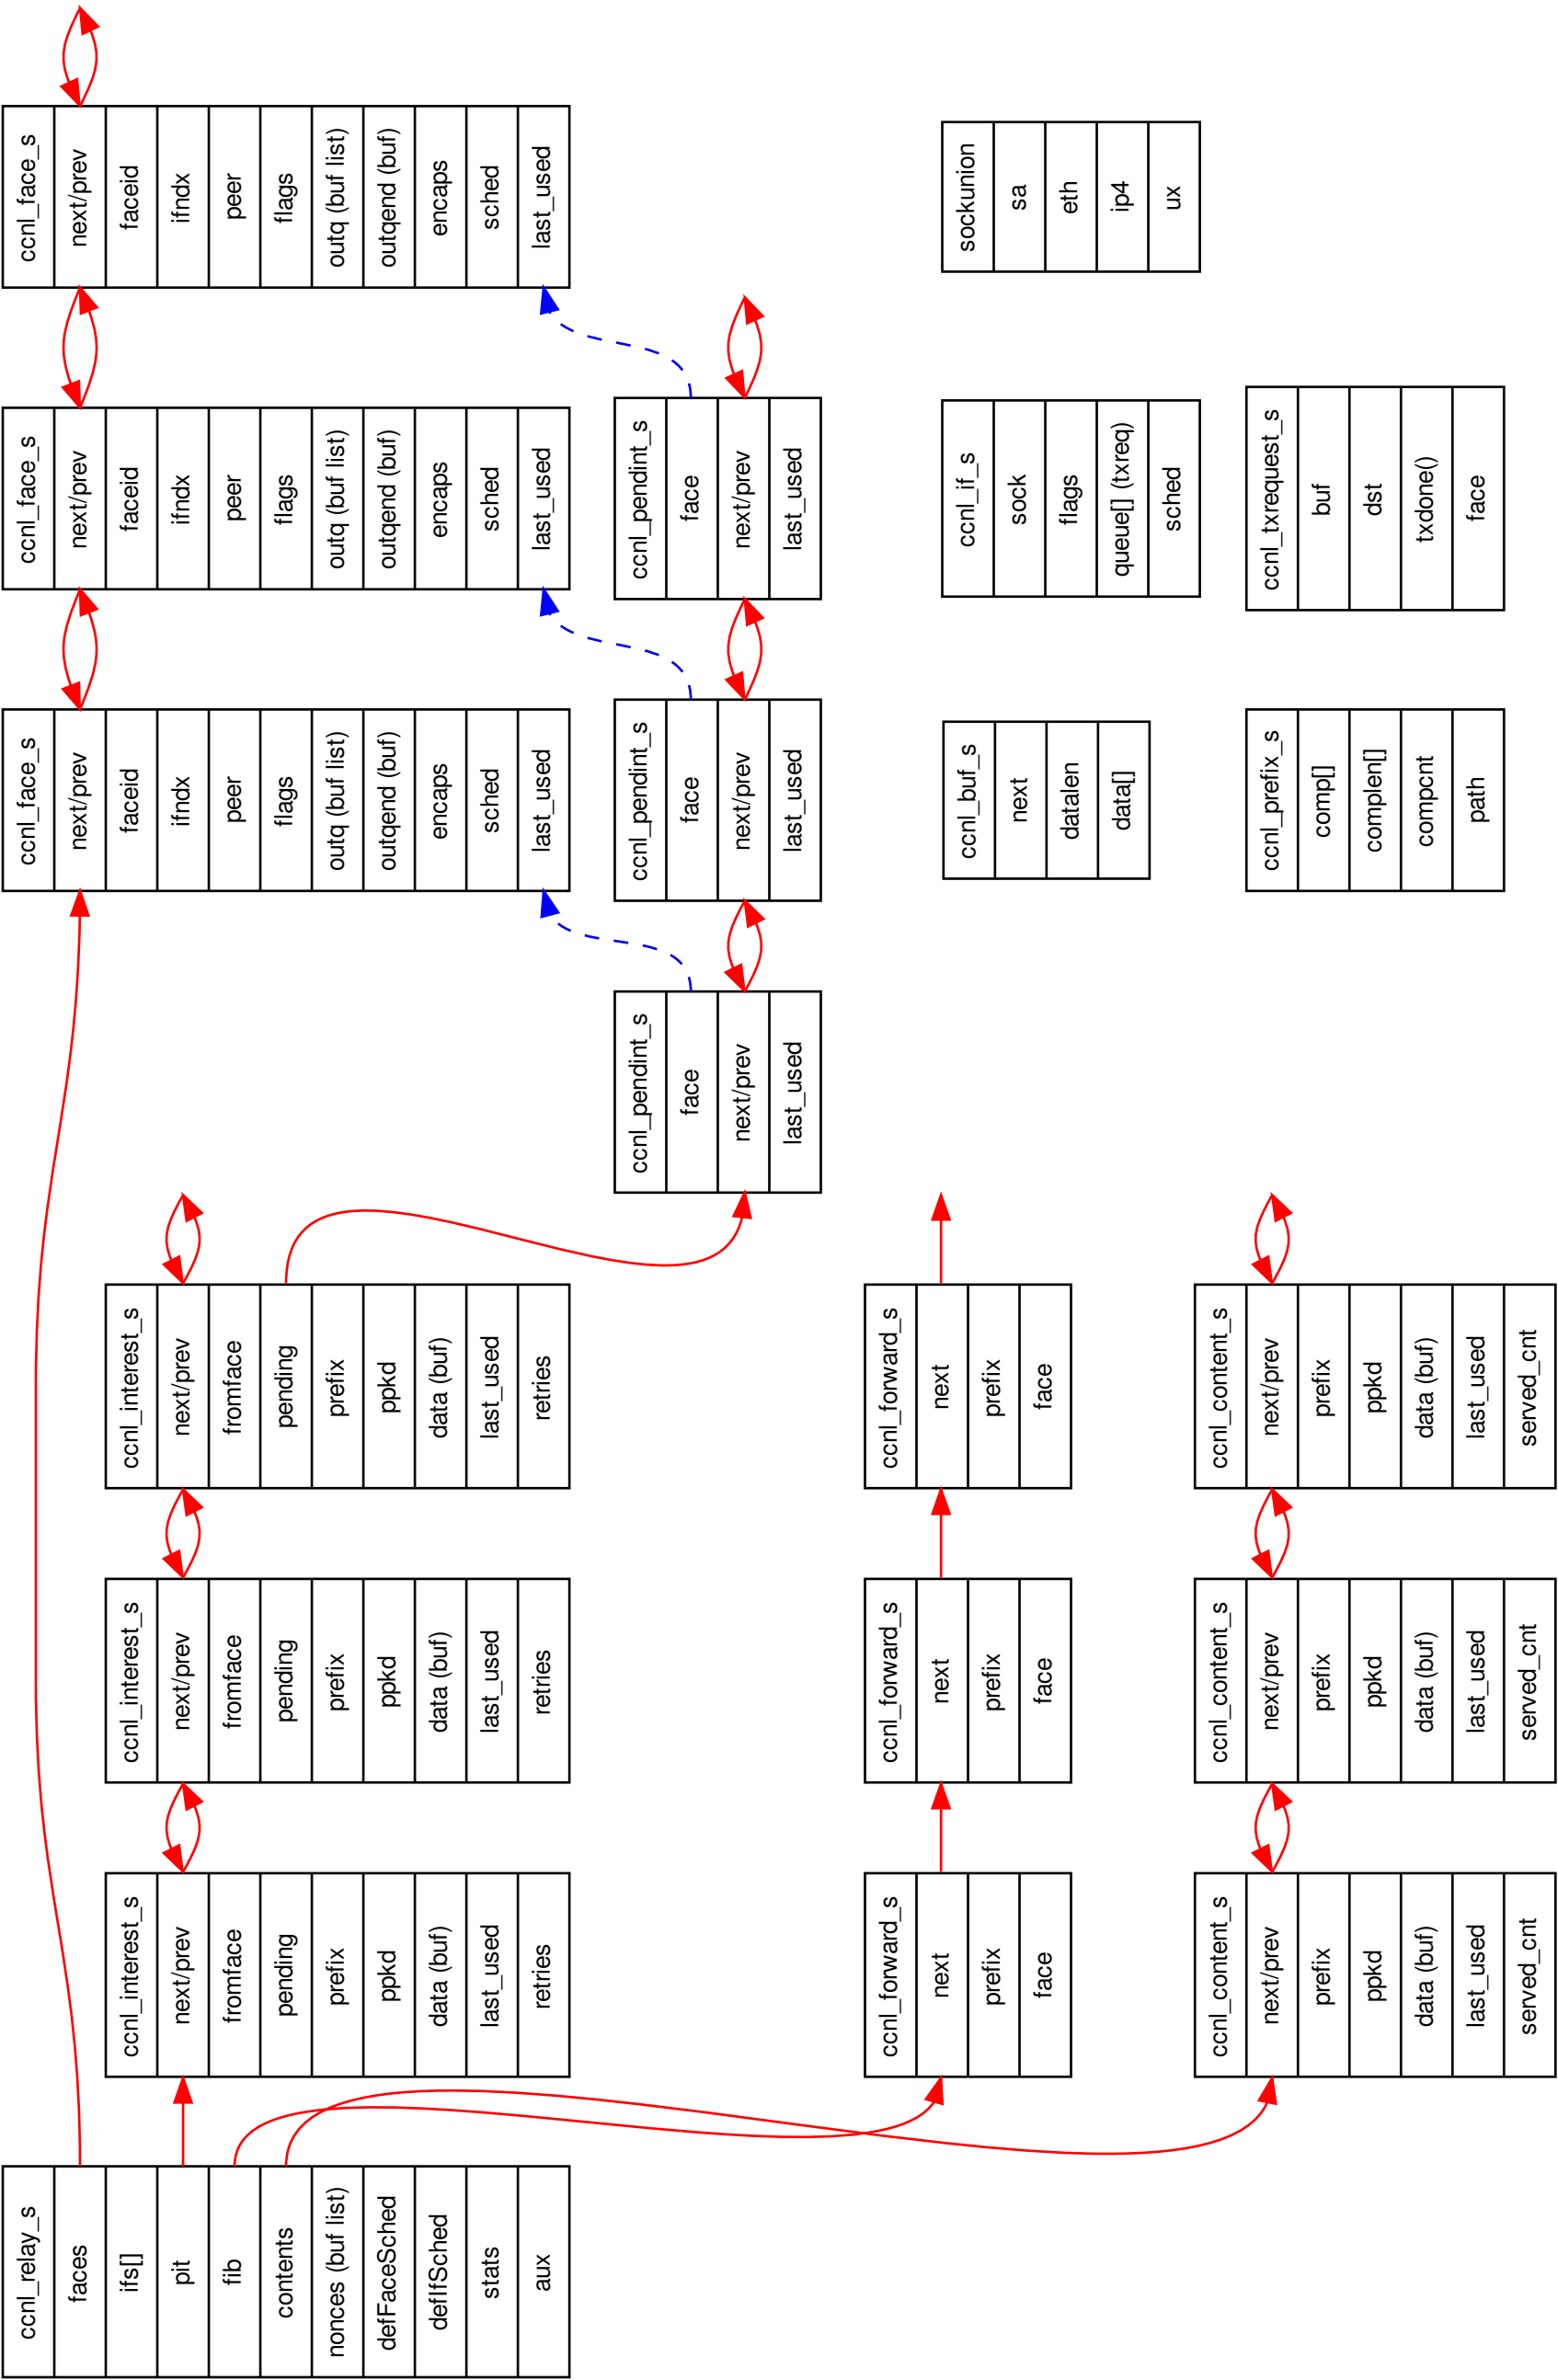 ccnl_relay_s
faces
ifs[]
pit
fib
contents
nonces (buf list)
defFaceSched
defIfSched
stats
aux
ccnl_interest_s
next/prev
fromface
pending
prefix
ppkd
data (buf)
last_used
retries
ccnl_interest_s
next/prev
fromface
pending
prefix
ppkd
data (buf)
last_used
retries
ccnl_interest_s
next/prev
fromface
pending
prefix
ppkd
data (buf)
last_used
retries
ccnl_face_s
next/prev
faceid
ifndx
peer
flags
outq (buf list)
outqend (buf)
encaps
sched
last_used
ccnl_face_s
next/prev
faceid
ifndx
peer
flags
outq (buf list)
outqend (buf)
encaps
sched
last_used
ccnl_face_s
next/prev
faceid
ifndx
peer
flags
outq (buf list)
outqend (buf)
encaps
sched
last_used
ccnl_pendint_s
face
next/prev
last_used
ccnl_pendint_s
face
next/prev
last_used
ccnl_pendint_s
face
next/prev
last_used
ccnl_forward_s
next
prefix
face
ccnl_forward_s
next
prefix
face
ccnl_forward_s
next
prefix
face
ccnl_buf_s
next
datalen
data[]
ccnl_if_s
sock
flags
queue[] (txreq)
sched
sockunion
sa
eth
ip4
ux
ccnl_content_s
next/prev
prefix
ppkd
data (buf)
last_used
served_cnt
ccnl_content_s
next/prev
prefix
ppkd
data (buf)
last_used
served_cnt
ccnl_content_s
next/prev
prefix
ppkd
data (buf)
last_used
served_cnt
ccnl_prefix_s
comp[]
complen[]
compcnt
path
ccnl_txrequest_s
buf
dst
txdone()
face